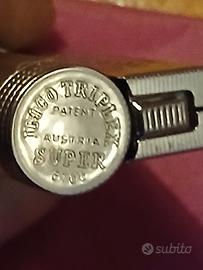 IMCO TRIPLEX
PATENT
AUSTRIA
SUPER
subito